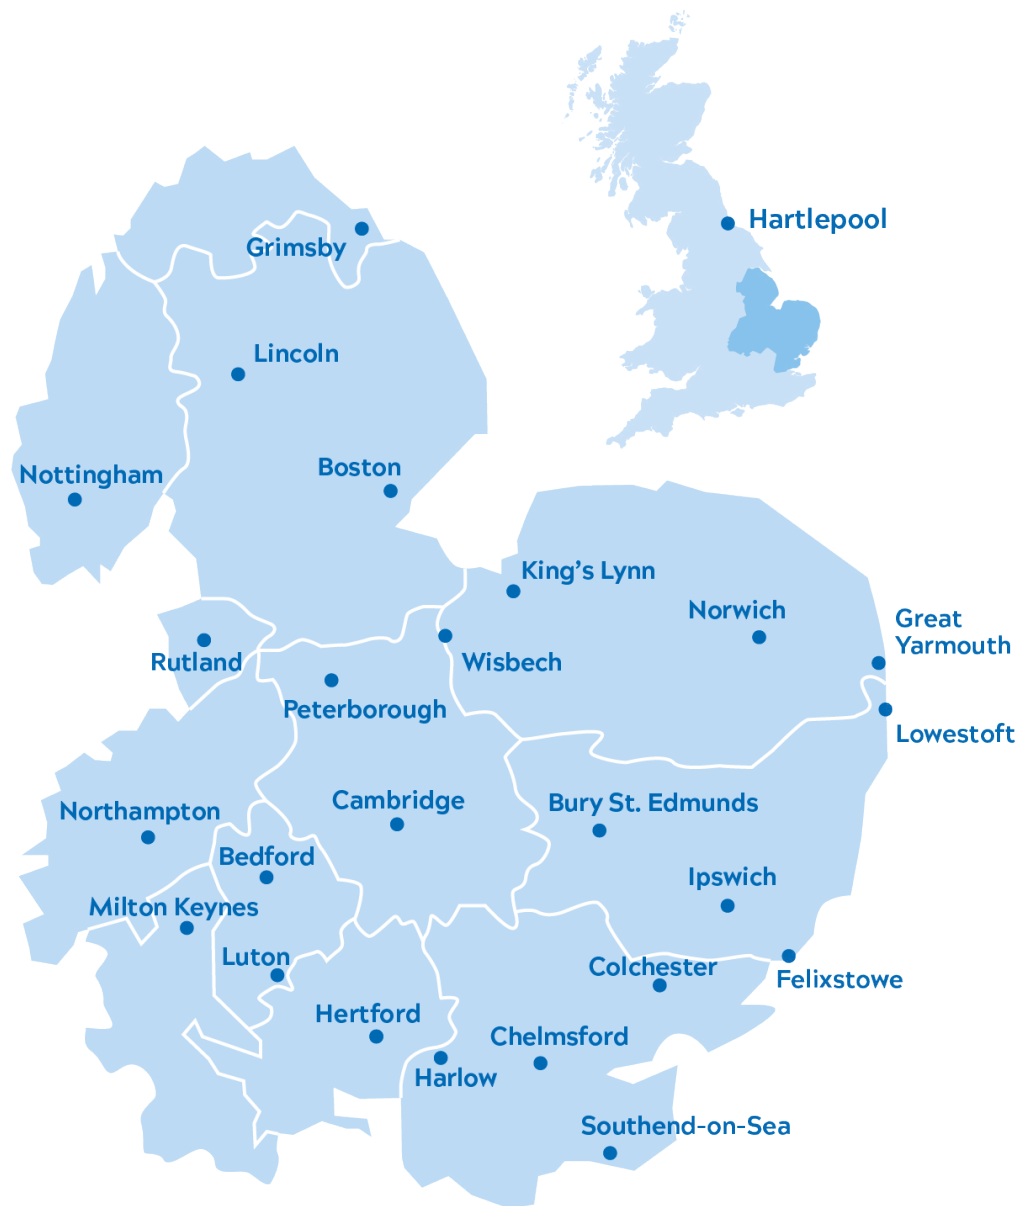 Hartlepool
Grimsby
Lincoln
Boston
Nottingham
King's Lynn
Norwich
Great
Yarmouth
Rutland
Wisbech
Peterborough
Lowestoft
Cambridge
Bury St. Edmunds
Northampton
Bedford
Ipswich
Milton Keynes
Luton
Colchester
Felixstowe
Hertford
Chelmsford
Harlow
Southend-on-Sea